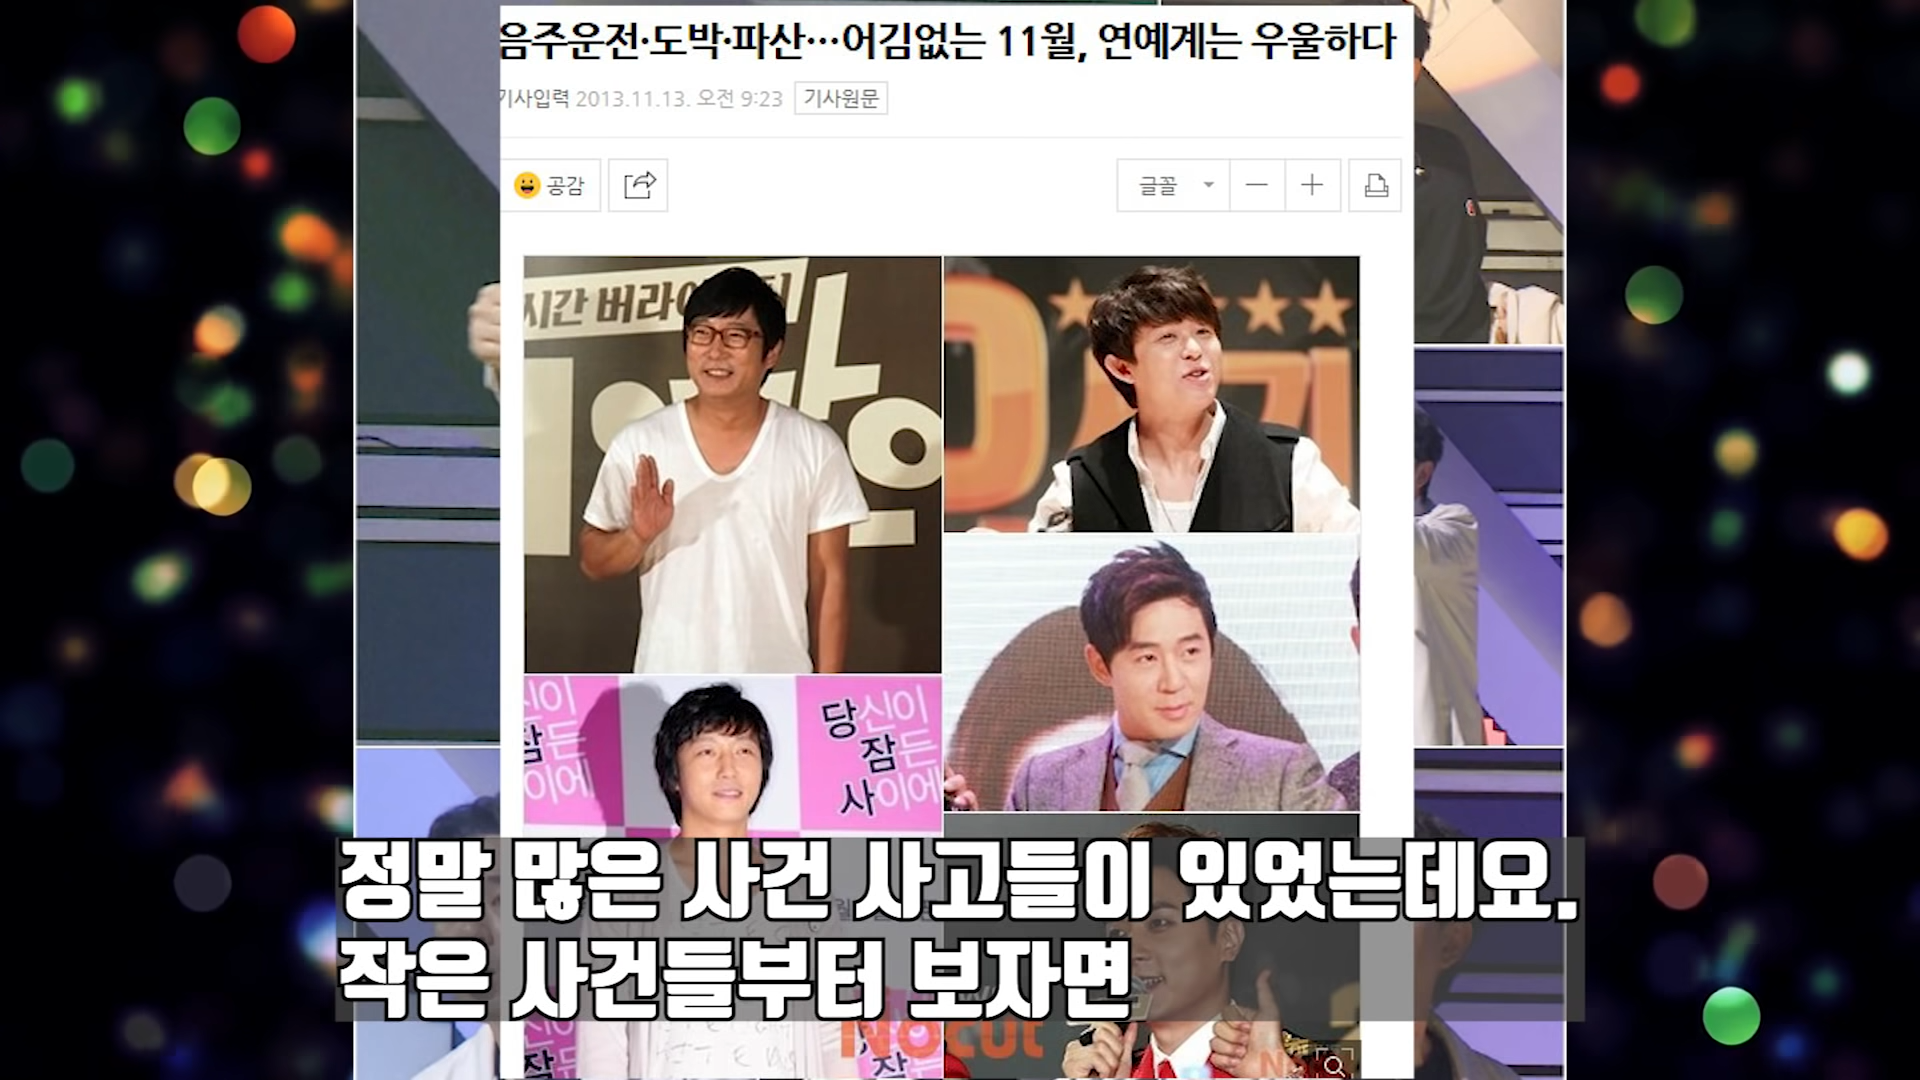 음주운전·도박·파산…어김없는 11월, 연예계는 우울하다
기사입력 2013.11.13. 오전 9:23 기사원문
공감
글꼴
시간 버라이
당신이
잠든
사이에
정말 많은 사건 사고들이 있었는데요.
작은 사건들부터 보자면
Nocut